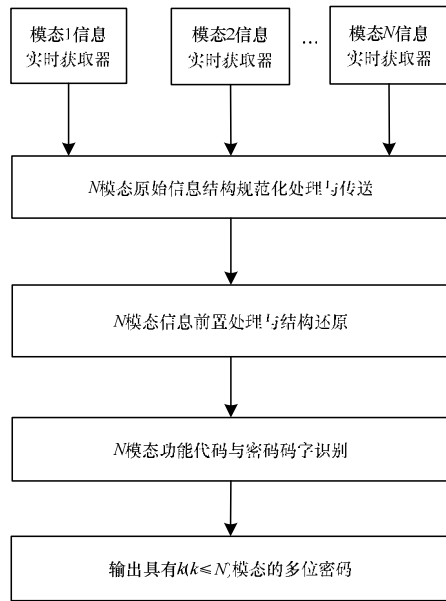 模态1信息
实时获取器
模态2信息
实时获取器
…
模态N信息
实时获取器
N模态原始信息结构规范化处理与传送
N模态信息前置处理与结构还原
N模态功能代码与密码码字识别
输出具有k(k≤N)模态的多位密码